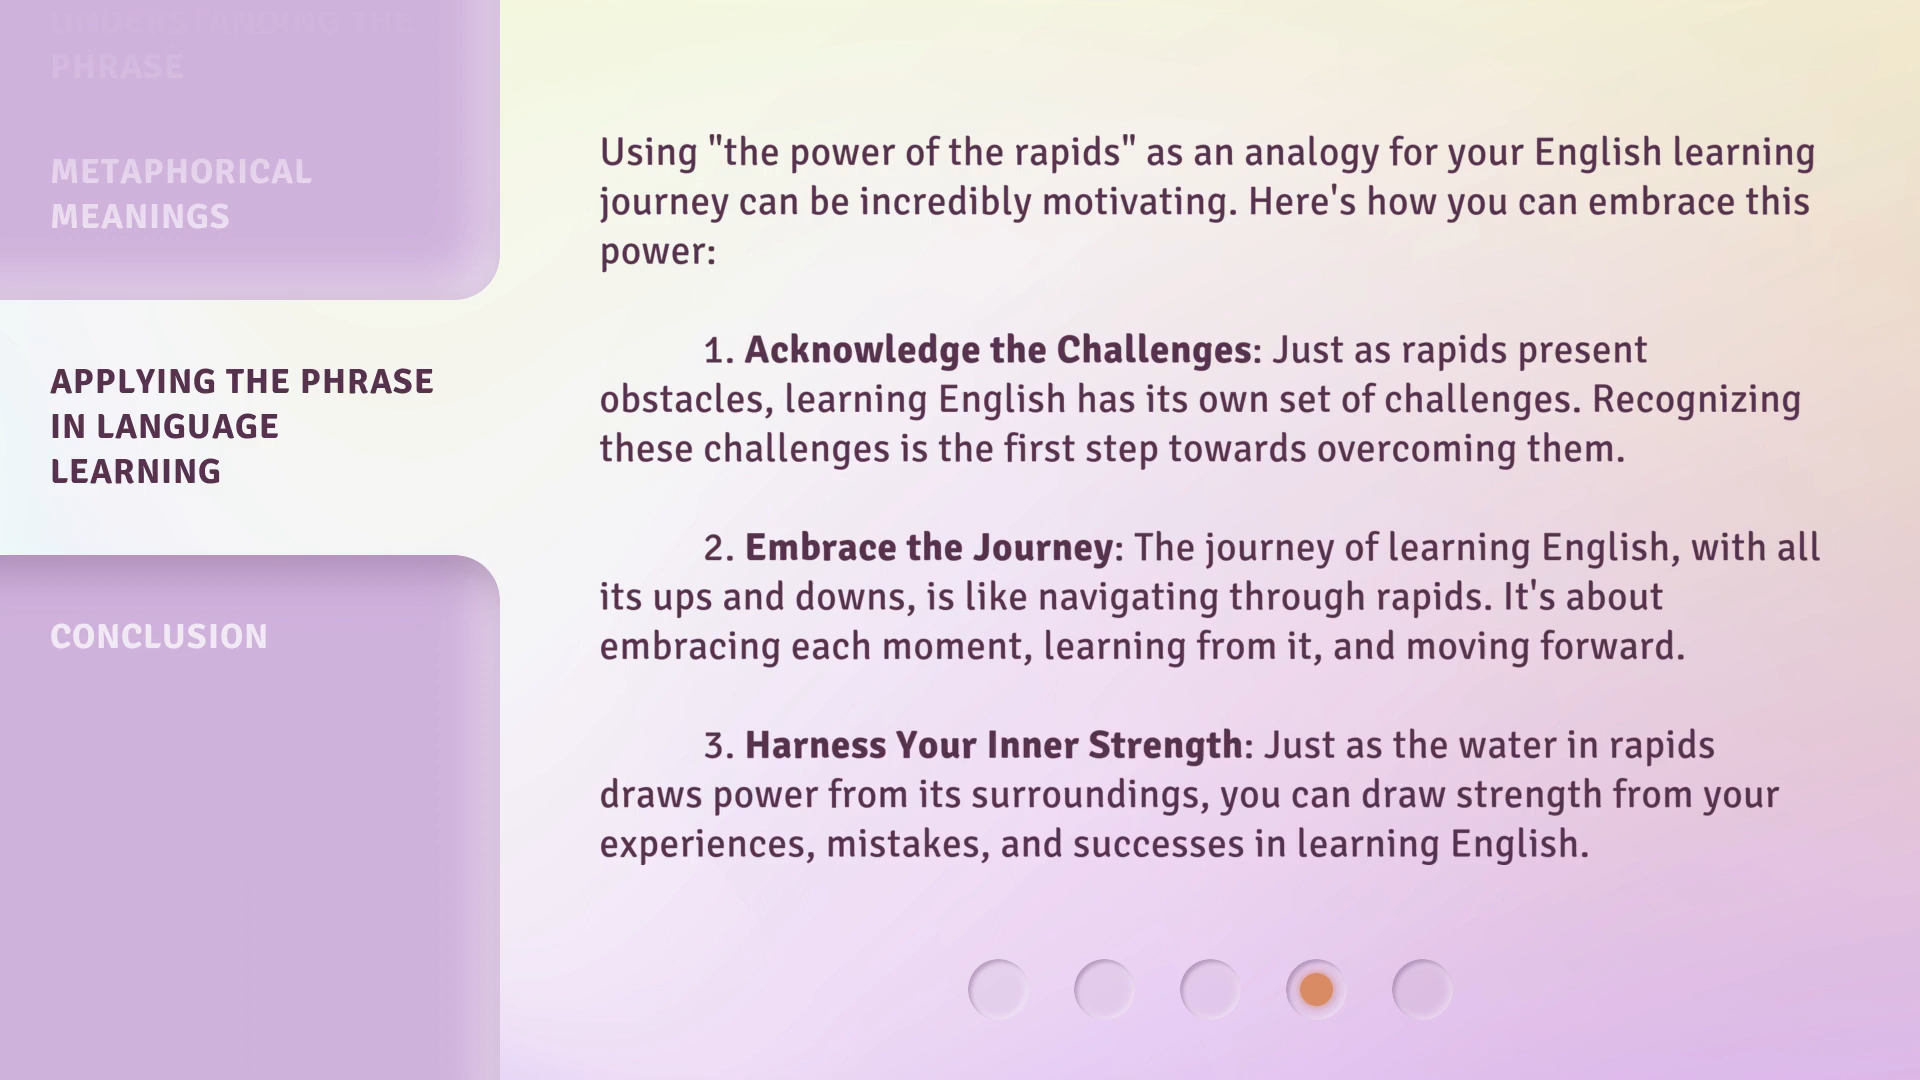 UNDERSTANDING THE
PHRASE
METAPHORICAL
MEANINGS
APPLYING THE PHRASE
IN LANGUAGE
LEARNING
CONCLUSION
Using "the power of the rapids" as an analogy for your English learning
journey can be incredibly motivating. Here's how you can embrace this
power:
1. Acknowledge the Challenges: Just as rapids present
obstacles, learning English has its own set of challenges. Recognizing
these challenges is the first step towards overcoming them.
2. Embrace the Journey: The journey of learning English, with all
its ups and downs, is like navigating through rapids. It's about
embracing each moment, learning from it, and moving forward.
3. Harness Your Inner Strength: Just as the water in rapids
draws power from its surroundings, you can draw strength from your
experiences, mistakes, and successes in learning English.